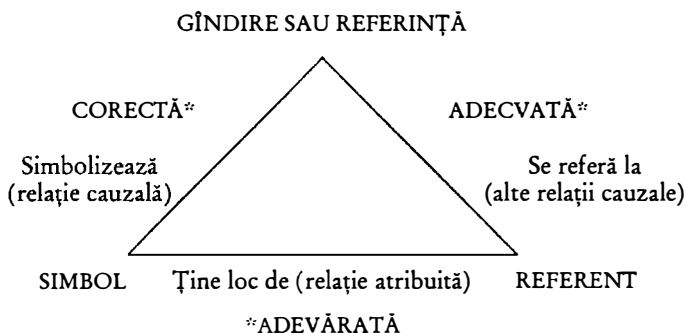 GÎNDIRE SAU REFERINȚĂ
CORECTĂ* ADECVATĂ*
Simbolizează Se referă la
(relație cauzală) (alte relații cauzale)
SIMBOL Ține loc de (relație atribuită) REFERENT
*ADEVĂRATĂ